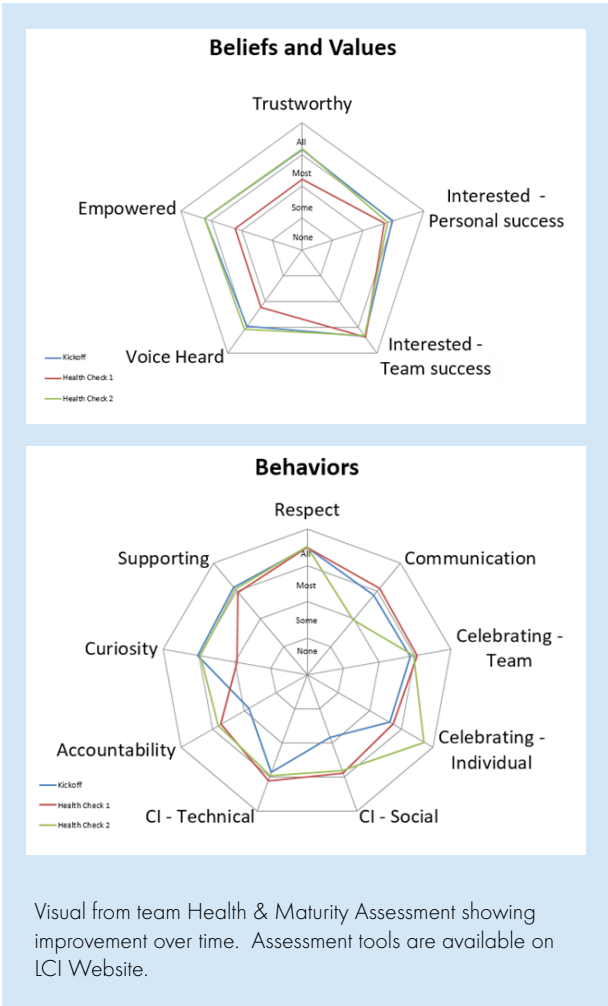 Beliefs and Values
Trustworthy
All
Most
Some
None
Empowered
Interested -
Personal success
Voice Heard
Interested -
Team success
Kickoff
Health Check 1
Health Check 2
Behaviors
Respect
All
Most
Some
None
Supporting
Communication
Curiosity
Celebrating -
Team
Accountability
Celebrating -
Individual
CI - Technical
CI - Social
Kickoff
Health Check 1
Health Check 2
Visual from team Health & Maturity Assessment showing
improvement over time.  Assessment tools are available on
LCI Website.